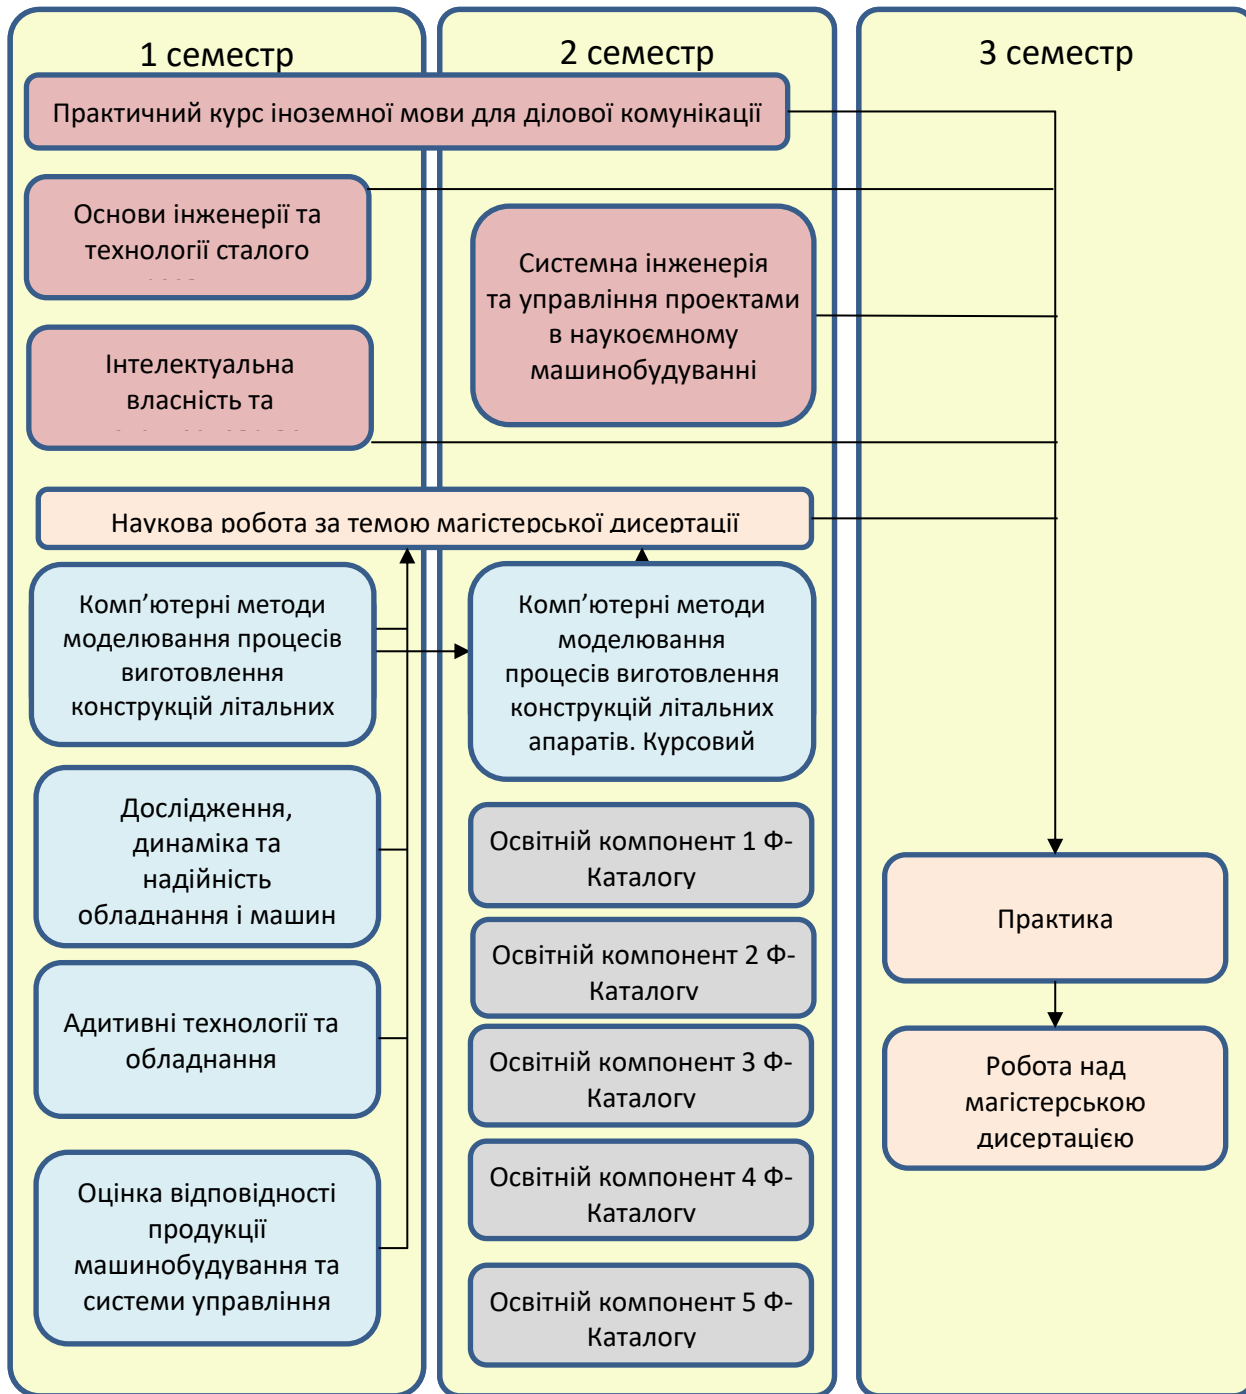 1 семестр
2 семестр
3 семестр
Практичний курс іноземної мови для ділової комунікації
Основи інженерії та
технології сталого
Системна інженерія
та управління проектами
в наукоємному
машинобудуванні
Інтелектуальна
власність та
Наукова робота за темою магістерської дисертації
Комп’ютерні методи
моделювання процесів
виготовлення
конструкцій літальних
Комп’ютерні методи
моделювання
процесів виготовлення
конструкцій літальних
апаратів. Курсовий
Дослідження,
динаміка та
надійність
обладнання і машин
Адитивні технології та
обладнання
Оцінка відповідності
продукції
машинобудування та
системи управління
Освітній компонент 1 Ф-
Каталогу
Освітній компонент 2 Ф-
Каталогу
Освітній компонент 3 Ф-
Каталогу
Освітній компонент 4 Ф-
Каталогу
Освітній компонент 5 Ф-
Каталогу
Практика
Робота над
магістерською
дисертацією